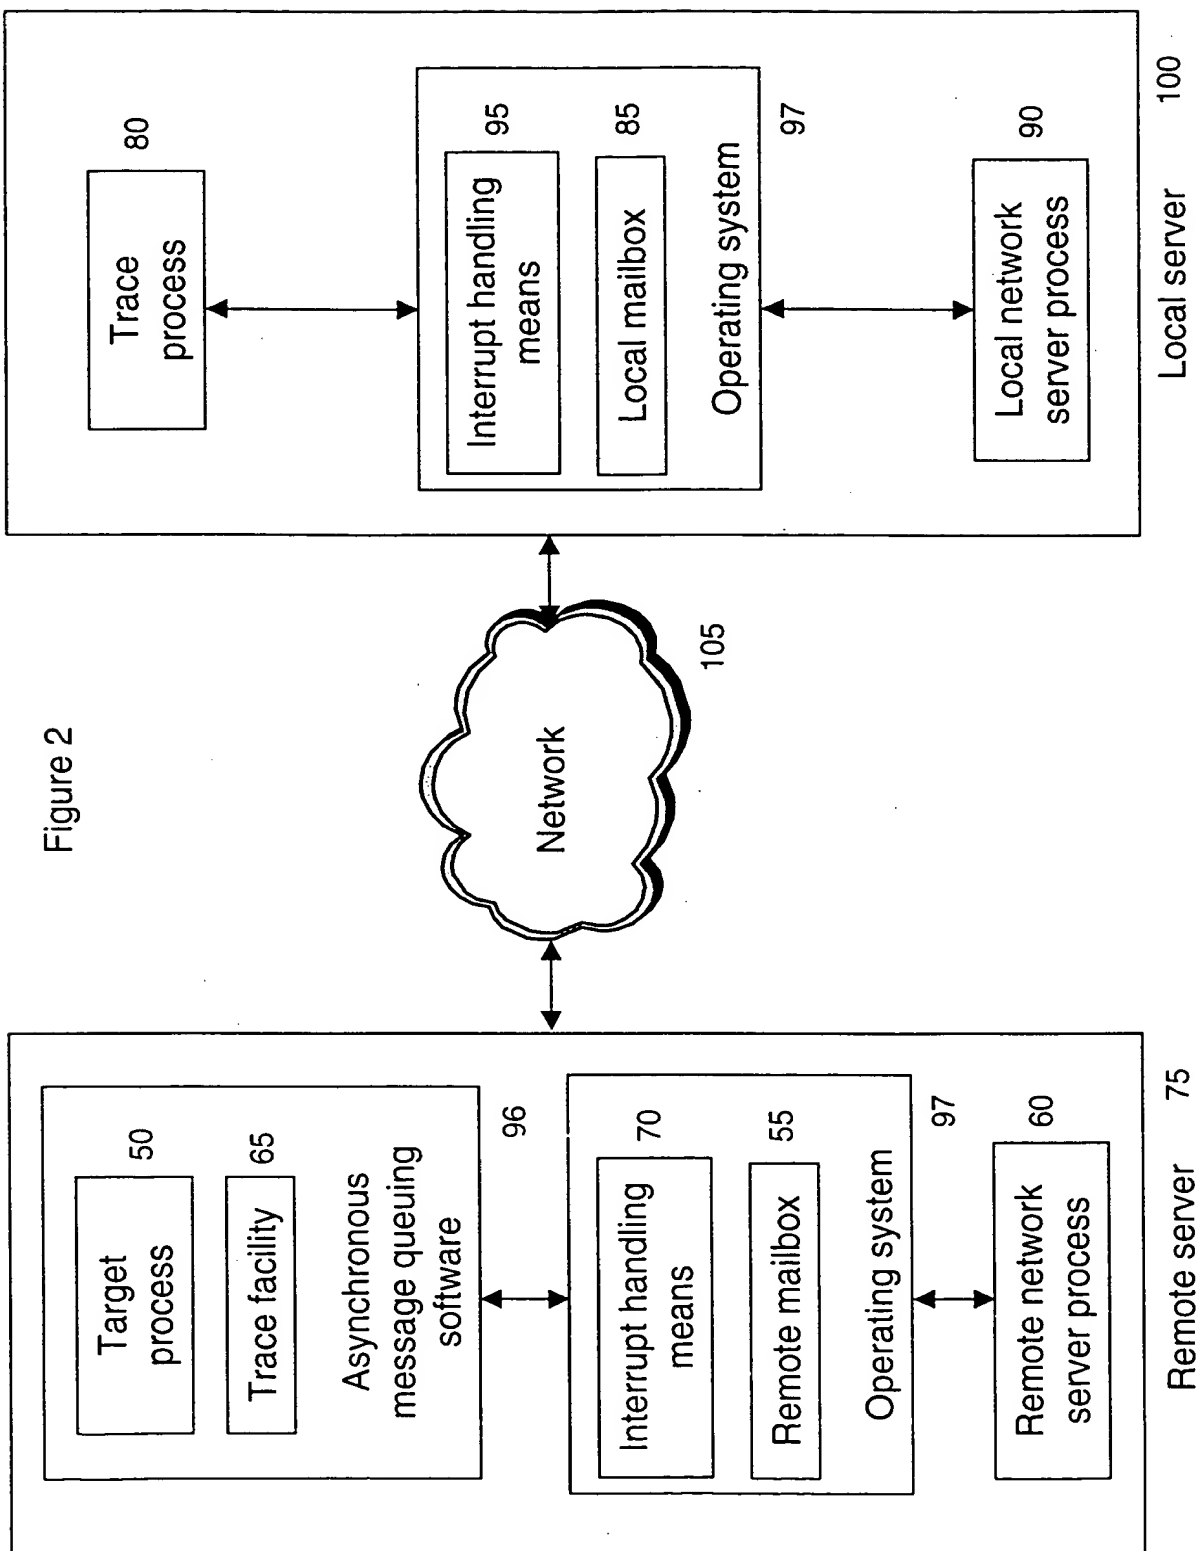 Figure 2
Target
process
50
Trace facility
65
Asynchronous
message queuing
software
96
Interrupt handling
means
70
Remote mailbox
55
Operating system
97
Remote network
server process
60
Remote server
75
Network
105
Trace
process
80
Interrupt handling
means
95
Local mailbox
85
Operating system
97
Local network
server process
90
Local server
100